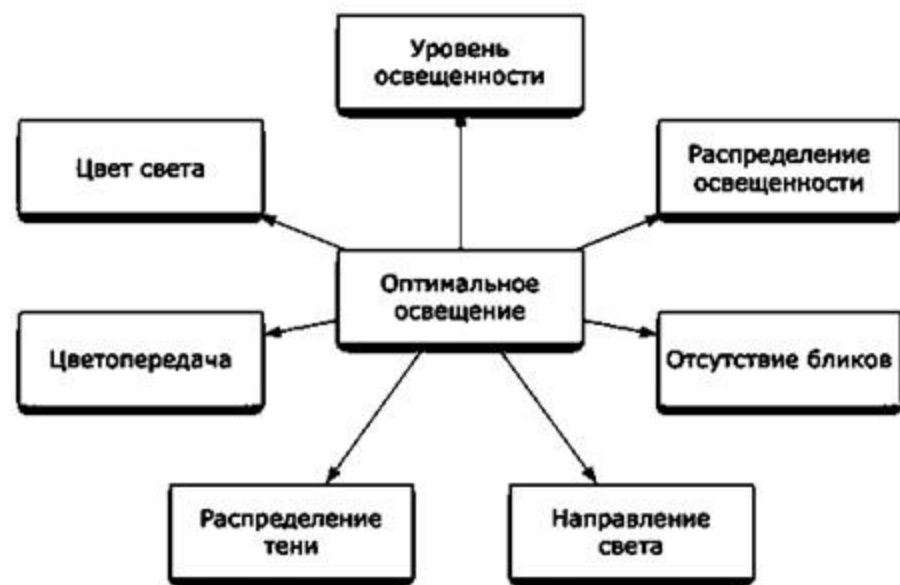 Уровень
освещенности
Цвет света
Распределение
освещенности
Оптимальное
освещение
Цветопередача
Отсутствие бликов
Распределение
тени
Направление
света